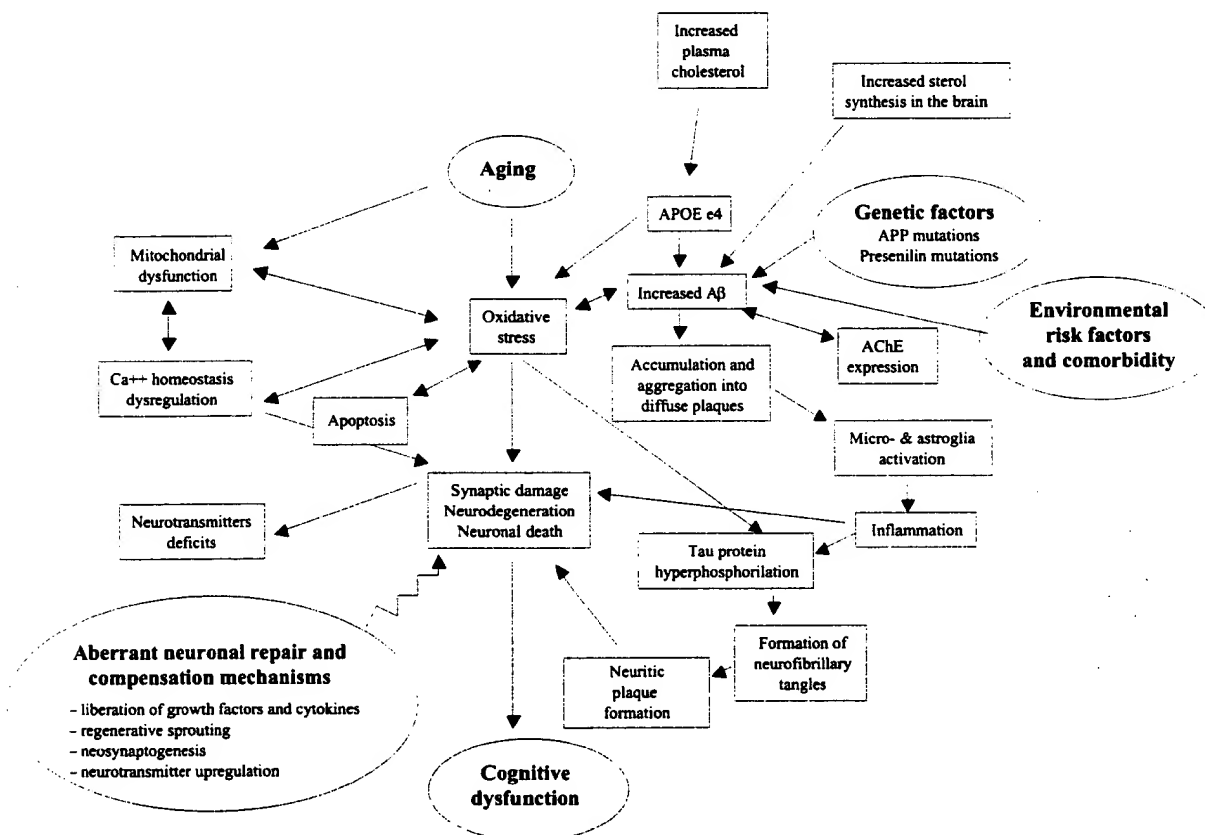 Increased
plasma
cholesterol
Increased sterol
synthesis in the brain
Aging
APOE e4
Genetic factors
APP mutations
Presenilin mutations
Mitochondrial
dysfunction
Increased Aβ
Oxidative
stress
Environmental
risk factors
and comorbidity
AChE
expression
Ca++ homeostasis
dysregulation
Accumulation and
aggregation into
diffuse plaques
Apoptosis
Micro- & astroglia
activation
Synaptic damage
Neurodegeneration
Neuronal death
Neurotransmitters
deficits
Inflammation
Tau protein
hyperphosphorilation
Aberrant neuronal repair and
compensation mechanisms
– liberation of growth factors and cytokines
– regenerative sprouting
– neosynaptogenesis
– neurotransmitter upregulation
Formation of
neurofibrillary
tangles
Neuritic
plaque
formation
Cognitive
dysfunction